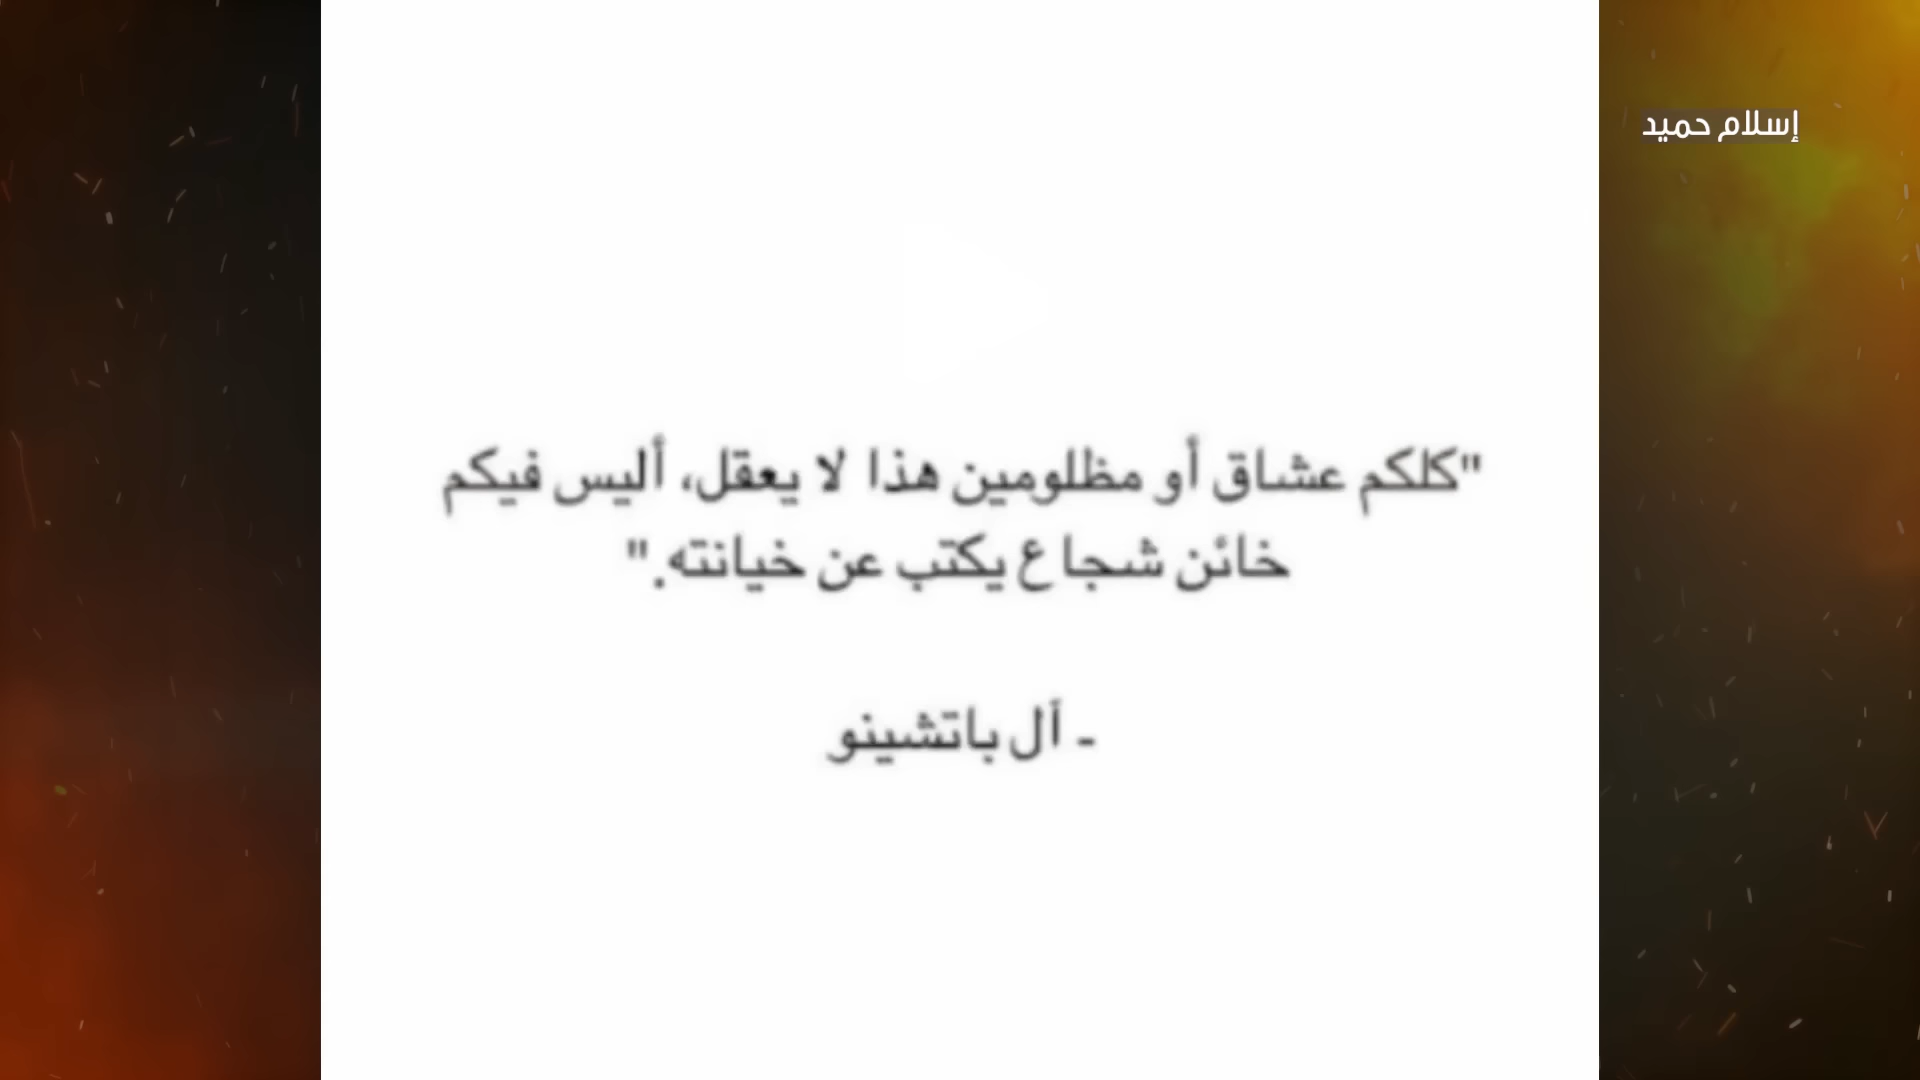 إسلام حميد
"كلكم عشاق أو مظلومين هذا لا يعقل، أليس فيكم
خائن شجاع يكتب عن خيانته."
- آل باتشينو